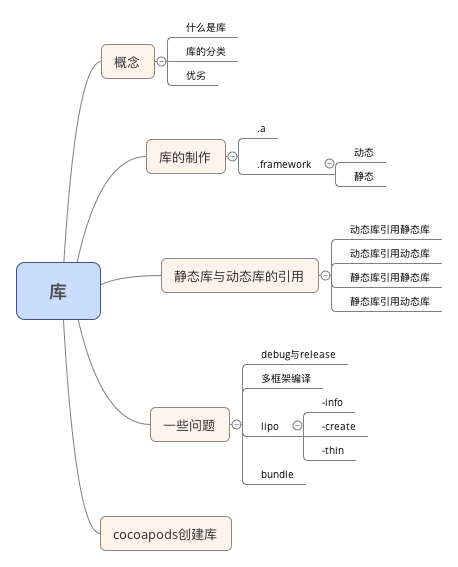 什么是库
库的分类
概念
优劣
.a
库的制作
.framework
动态
静态
动态库引用静态库
动态库引用动态库
静态库与动态库的引用
静态库引用静态库
静态库引用动态库
库
debug与release
多框架编译
-info
一些问题
lipo
-create
-thin
bundle
cocoapods创建库